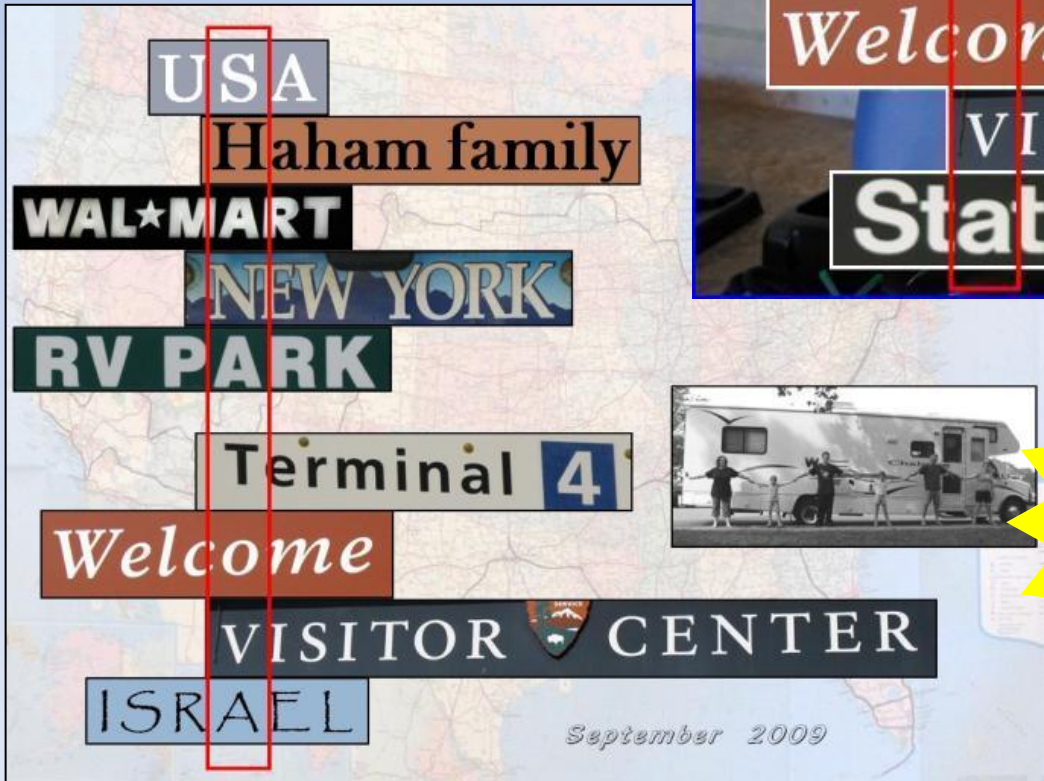 USA
Haham family
WAL★MART
NEW YORK
RV PARK
Terminal 4
Welcome
VISITOR CENTER
ISRAEL
September 2009
Welcom
VI
Stat